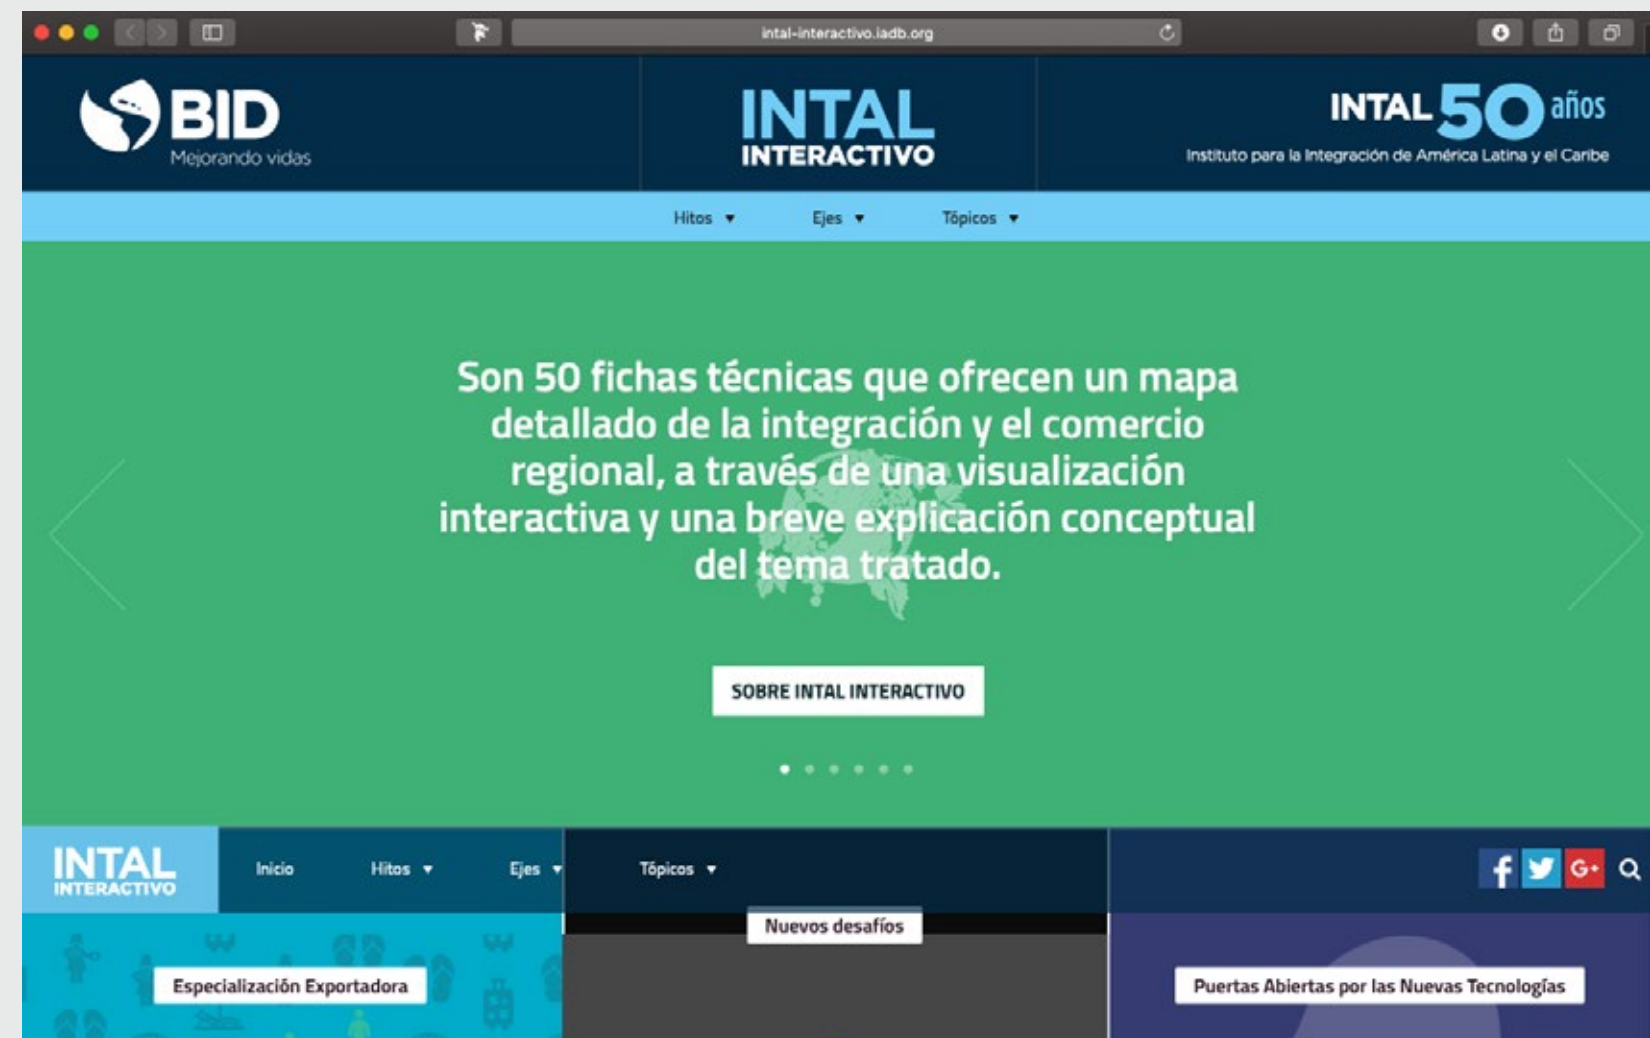 intal-interactivo.iadb.org
BID
Mejorando vidas
INTAL
INTERACTIVO
INTAL 50 años
Instituto para la Integración de América Latina y el Caribe
Hitos ▼ Ejes ▼ Tópicos ▼
Son 50 fichas técnicas que ofrecen un mapa
detallado de la integración y el comercio
regional, a través de una visualización
interactiva y una breve explicación conceptual
del tema tratado.
SOBRE INTAL INTERACTIVO
INTAL
INTERACTIVO
Inicio Hitos ▼ Ejes ▼ Tópicos ▼
f G+
Nuevos desafíos
Especialización Exportadora
Puertas Abiertas por las Nuevas Tecnologías